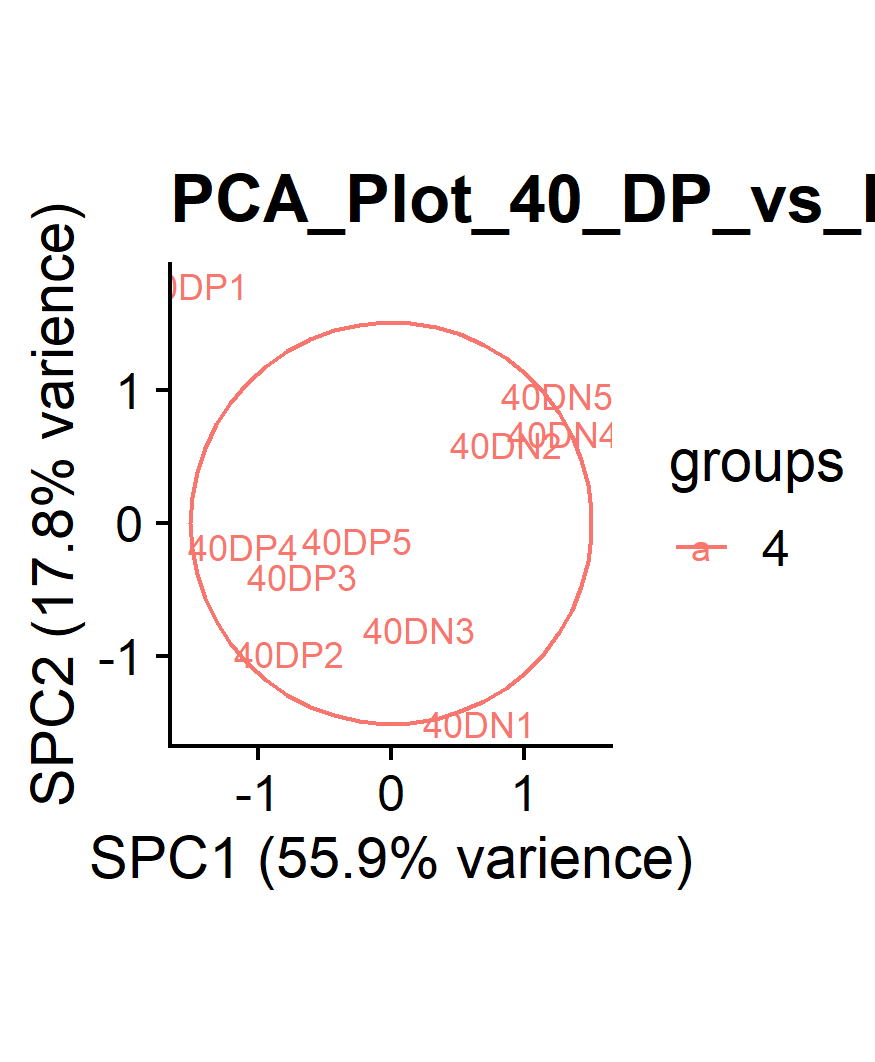 PCA_Plot_40_DP_vs_
0DP1
1
40DN5
40DN4
40DN2
groups
0
40DP5
40DP4
a 4
40DP3
40DN3
-1
40DP2
40DN1
-1 0 1
SPC1 (55.9% varience)
SPC2 (17.8% varience)